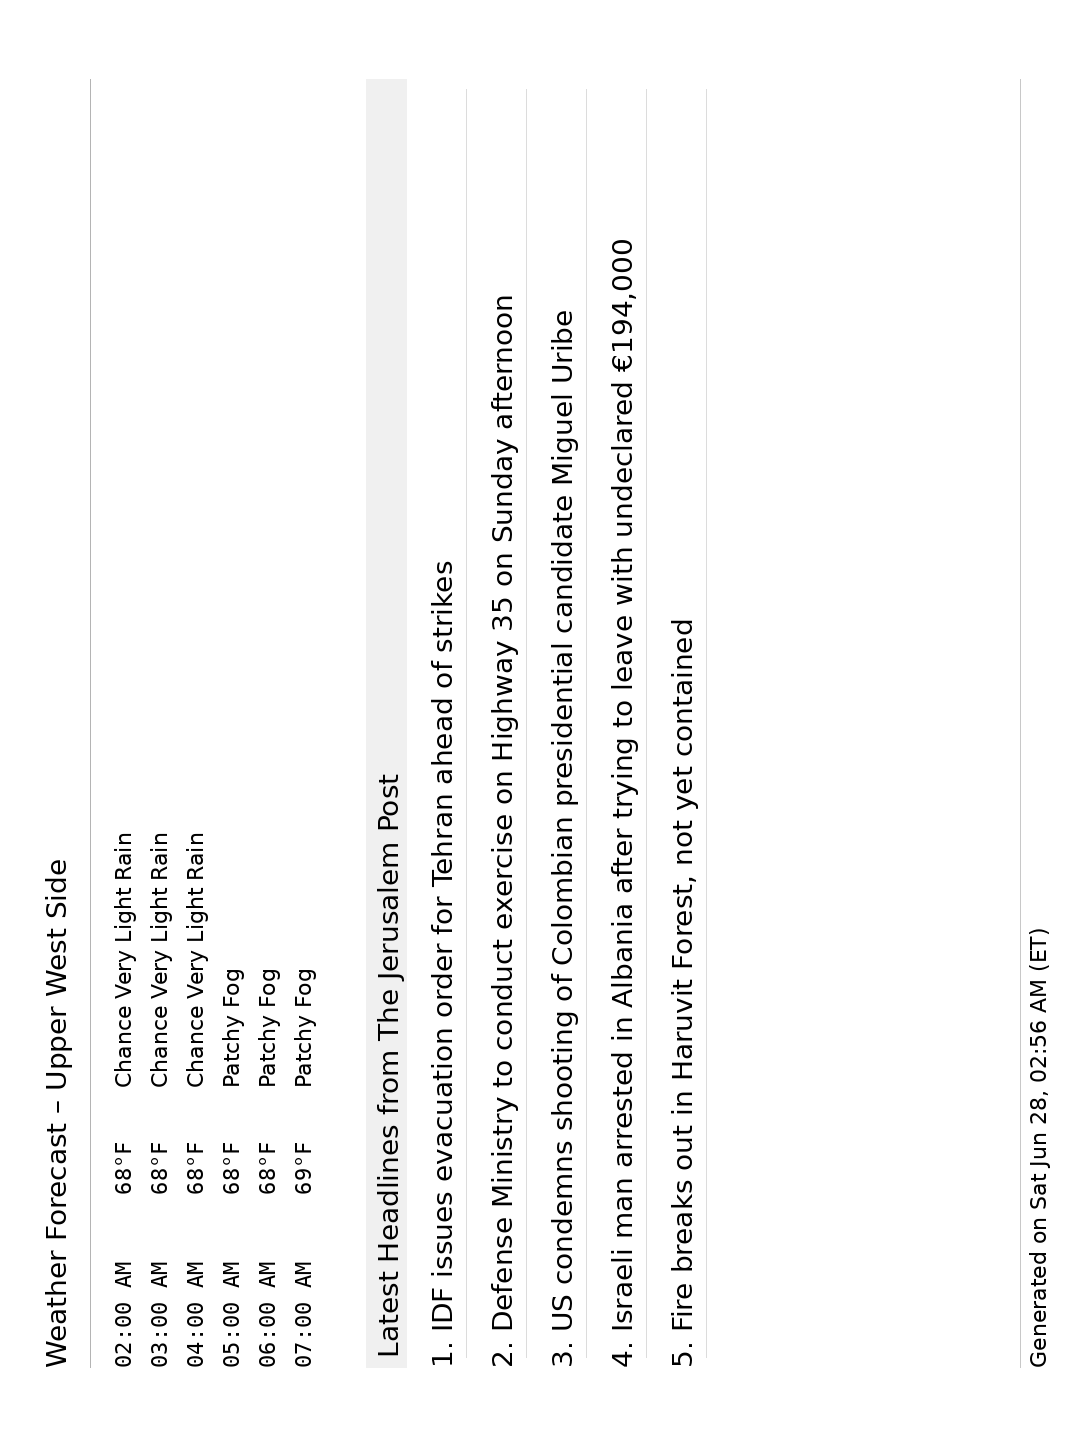 Weather Forecast – Upper West Side
02:00 AM 68°F Chance Very Light Rain
03:00 AM 68°F Chance Very Light Rain
04:00 AM 68°F Chance Very Light Rain
05:00 AM 68°F Patchy Fog
06:00 AM 68°F Patchy Fog
07:00 AM 69°F Patchy Fog
Latest Headlines from The Jerusalem Post
1. IDF issues evacuation order for Tehran ahead of strikes
2. Defense Ministry to conduct exercise on Highway 35 on Sunday afternoon
3. US condemns shooting of Colombian presidential candidate Miguel Uribe
4. Israeli man arrested in Albania after trying to leave with undeclared €194,000
5. Fire breaks out in Haruvit Forest, not yet contained
Generated on Sat Jun 28, 02:56 AM (ET)